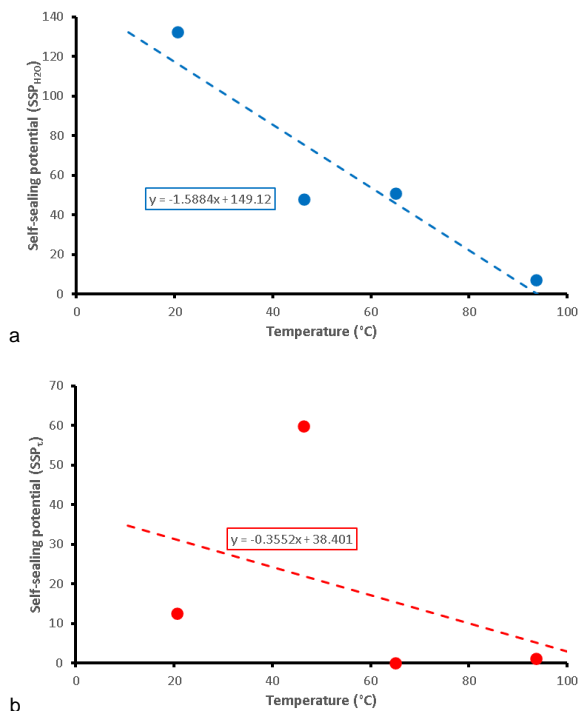 140
120
100
80
60
40
20
0
Self-sealing potential (SSP_H2O)
y = -1.5884x + 149.12
0 20 40 60 80 100
Temperature (°C)
a
70
60
50
40
30
20
10
0
Self-sealing potential (SSP_τ)
y = -0.3552x + 38.401
0 20 40 60 80 100
Temperature (°C)
b